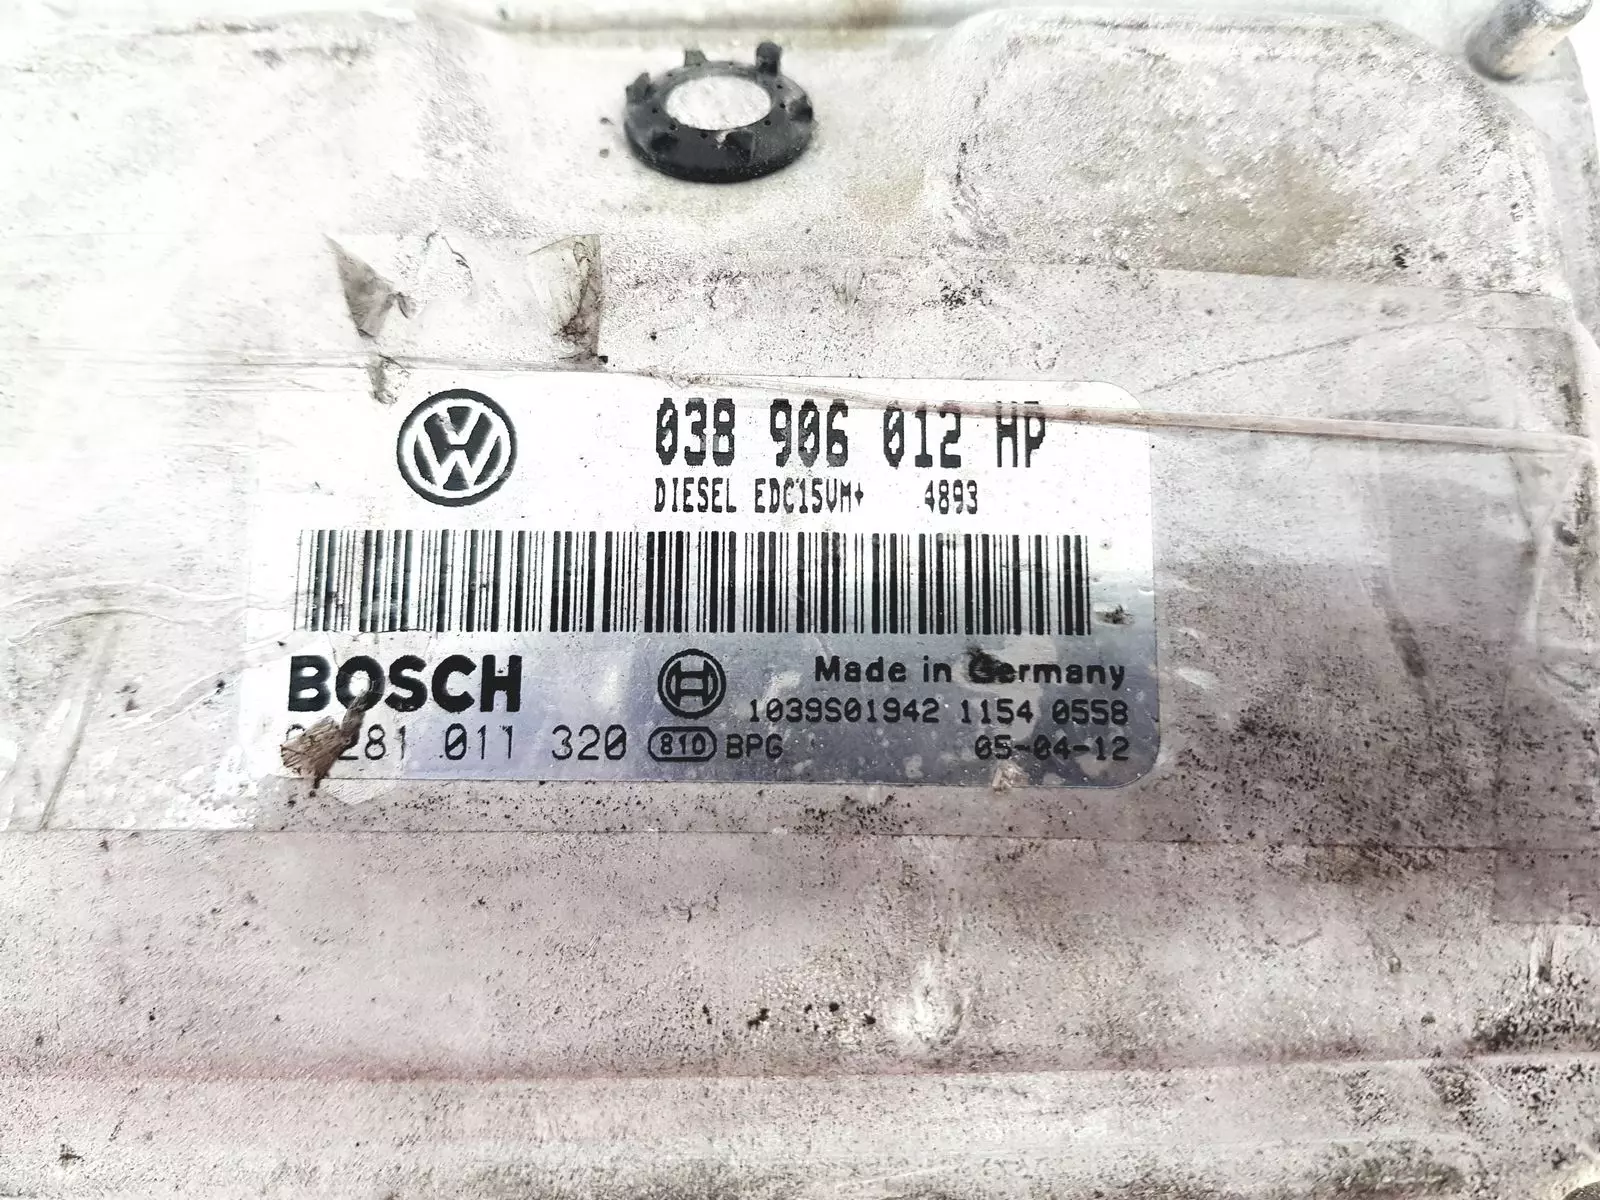 038 906 012 HP
DIESEL EDC15VM+ 4893
BOSCH
Made in Germany
1039S01942 1154 0558
281 011 320 810 BPG 05-04-12